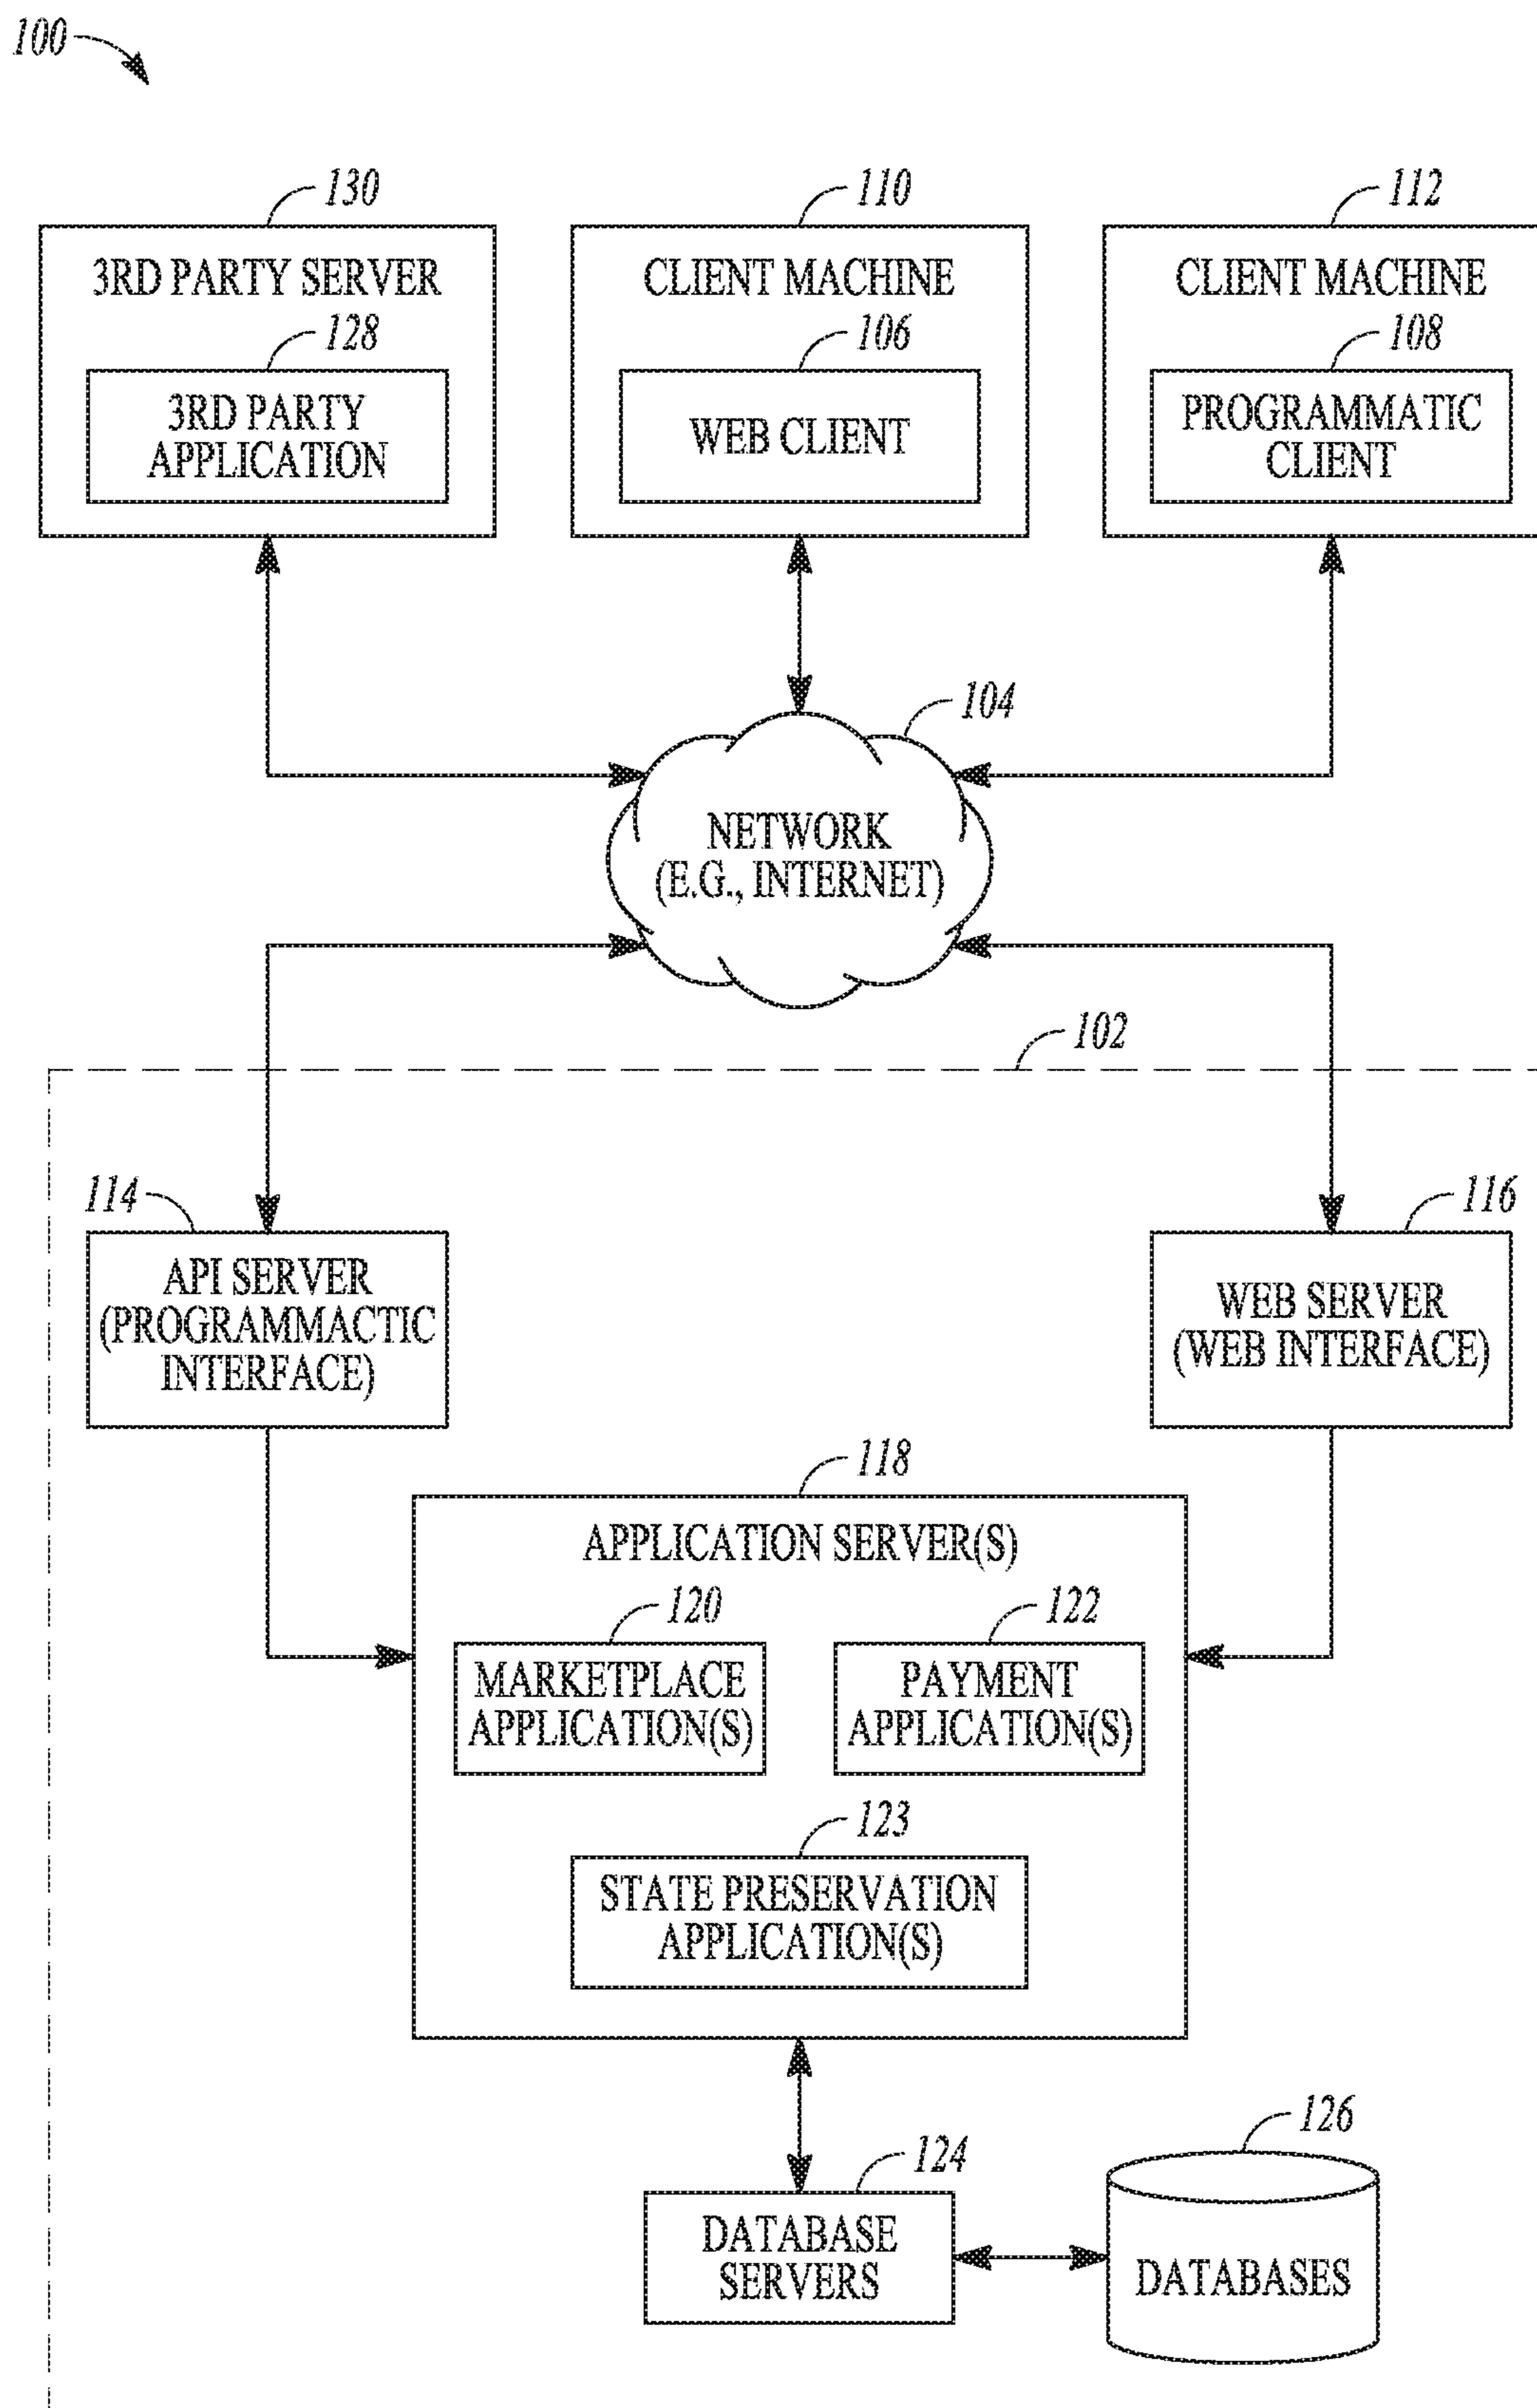 100
130
3RD PARTY SERVER
128
3RD PARTY
APPLICATION
110
CLIENT MACHINE
106
WEB CLIENT
112
CLIENT MACHINE
108
PROGRAMMATIC
CLIENT
104
NETWORK
(E.G., INTERNET)
102
114
API SERVER
(PROGRAMMACTIC
INTERFACE)
116
WEB SERVER
(WEB INTERFACE)
118
APPLICATION SERVER(S)
120
MARKETPLACE
APPLICATION(S)
122
PAYMENT
APPLICATION(S)
123
STATE PRESERVATION
APPLICATION(S)
124
DATABASE
SERVERS
126
DATABASES